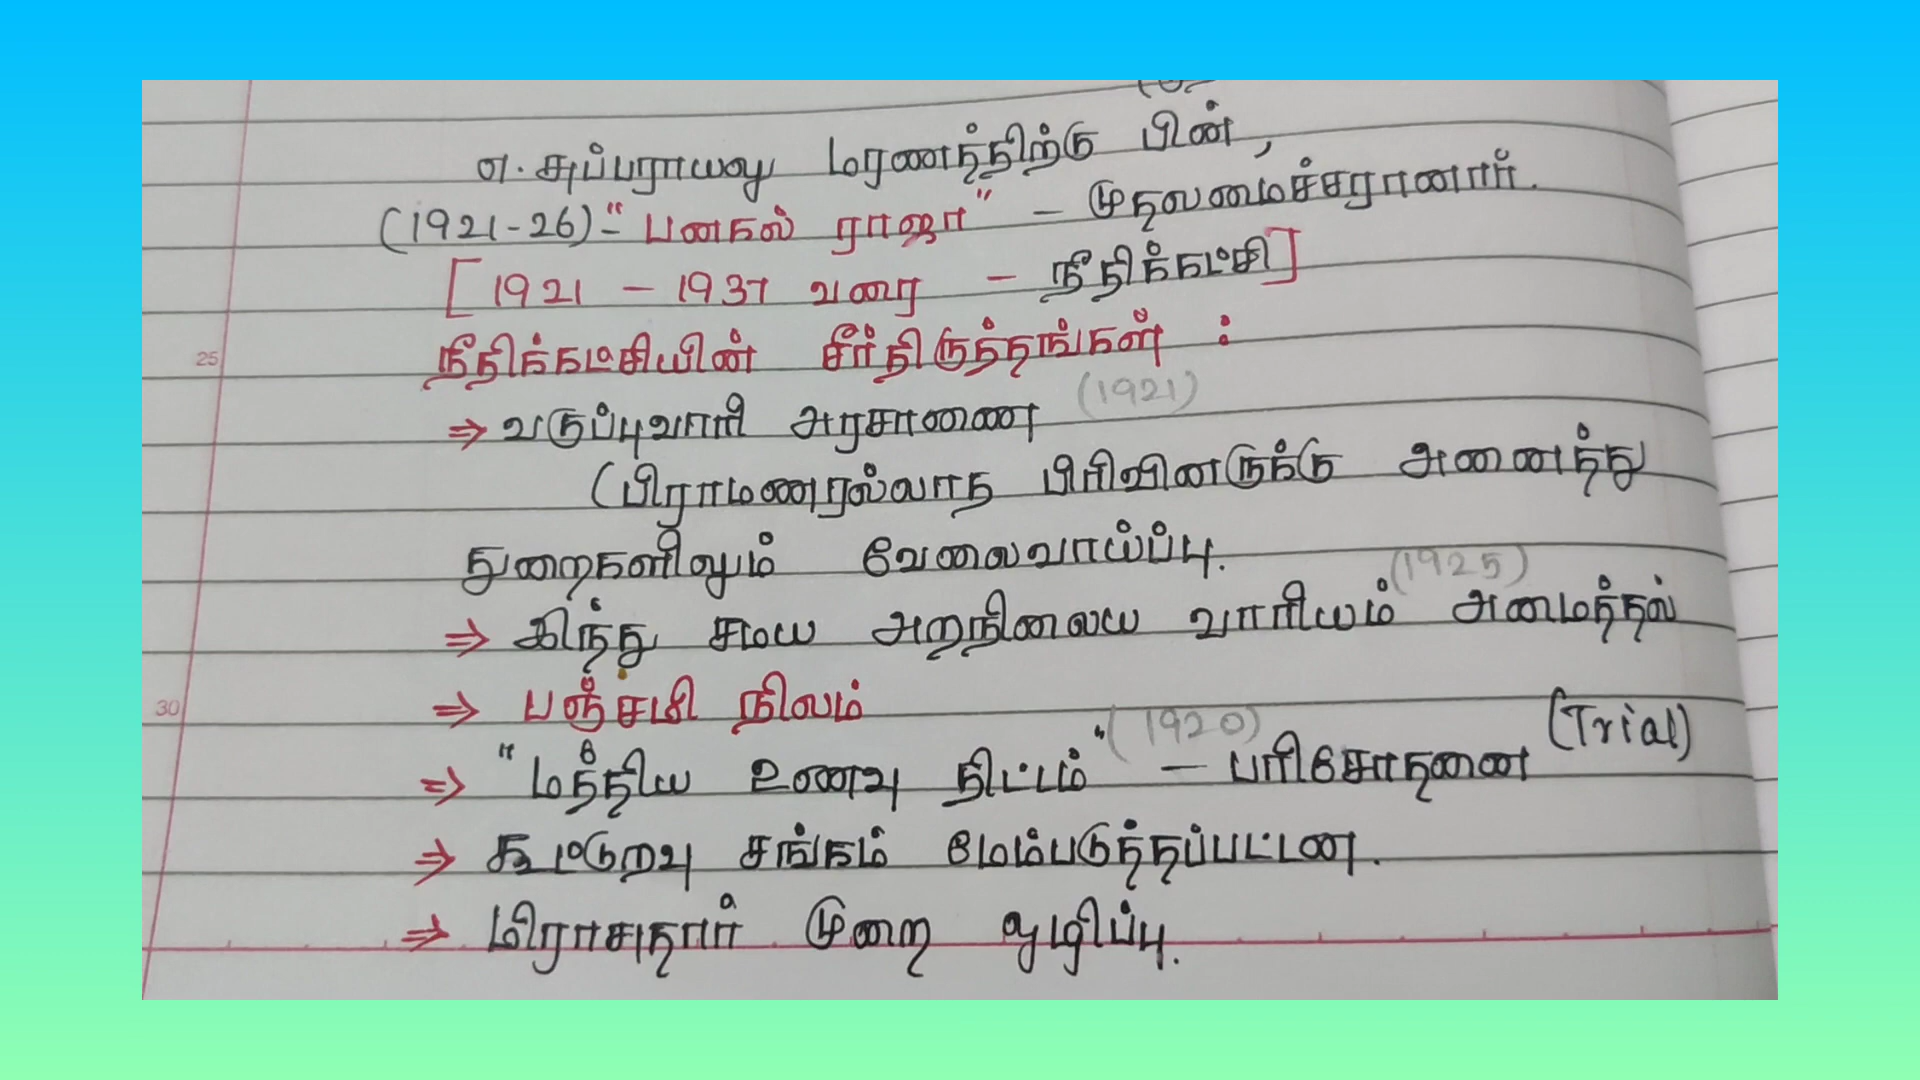 எ. சுப்பராயலு மரணத்திற்கு பின்,
(1921-26)-"பனகல் ராஜா" – முதலமைச்சரானார்.
[1921 – 1937 வரை – நீதிக்கட்சி]
25
நீதிக்கட்சியின் சீர்திருத்தங்கள் :
(1921)
⇒ வகுப்புவாரி அரசாணை
(பிராமணரல்லாத பிரிவினருக்கு அனைத்து
துறைகளிலும் வேலைவாய்ப்பு.
(1925)
⇒ இந்து சமய அறநிலைய வாரியம் அமைத்தல்
30
⇒ பஞ்சமி நிலம்
⇒ "மத்திய உணவு திட்டம்" (1920) – பரிசோதனை (Trial)
⇒ கூட்டுறவு சங்கம் மேம்படுத்தப்பட்டன.
⇒ மிராசுதார் முறை ஒழிப்பு.